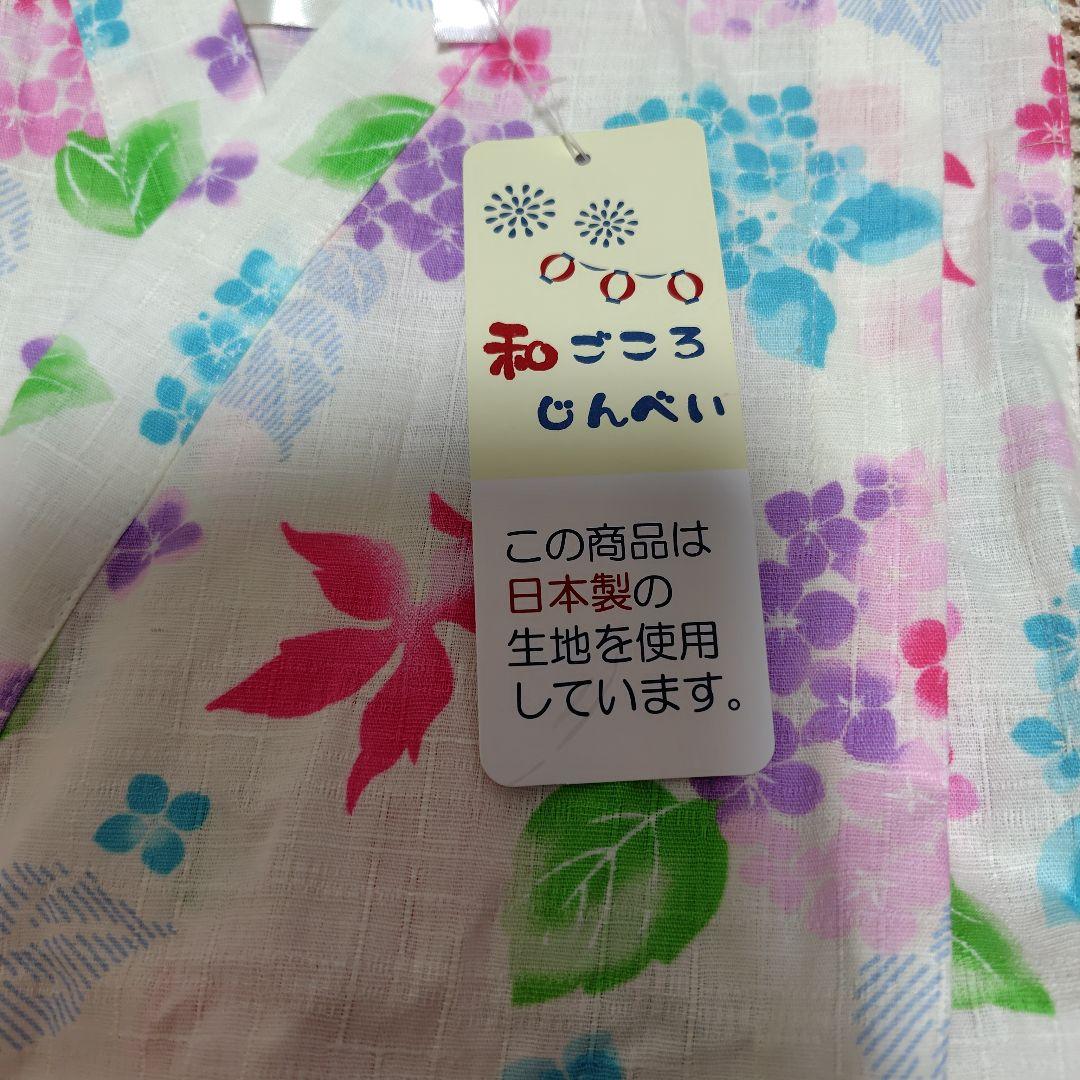 和ごころ
じんべい
この商品は
日本製の
生地を使用
しています。